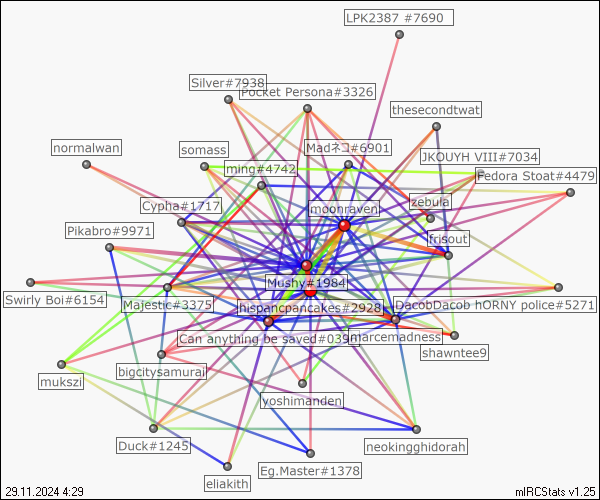 LPK2387 #7690
Silver#7938
Pocket Persona#3326
thesecondtwat
normalwan
somass
Madネコ#6901
JKOUYH VIII#7034
ming#4742
Fedora Stoat#4479
Cypha#1717
moonraven
zebula
Pikabro#9971
frisout
Mushy#1984
Swirly Boi#6154
Majestic#3375
hispancpancakes#2928
DacobDacob hORNY police#5271
Can anything be saved#039
marcemadness
shawntee9
mukszi
bigcitysamurai
yoshimanden
Duck#1245
neokingghidorah
eliakith
Eg.Master#1378
29.11.2024 4:29
mIRCStats v1.25